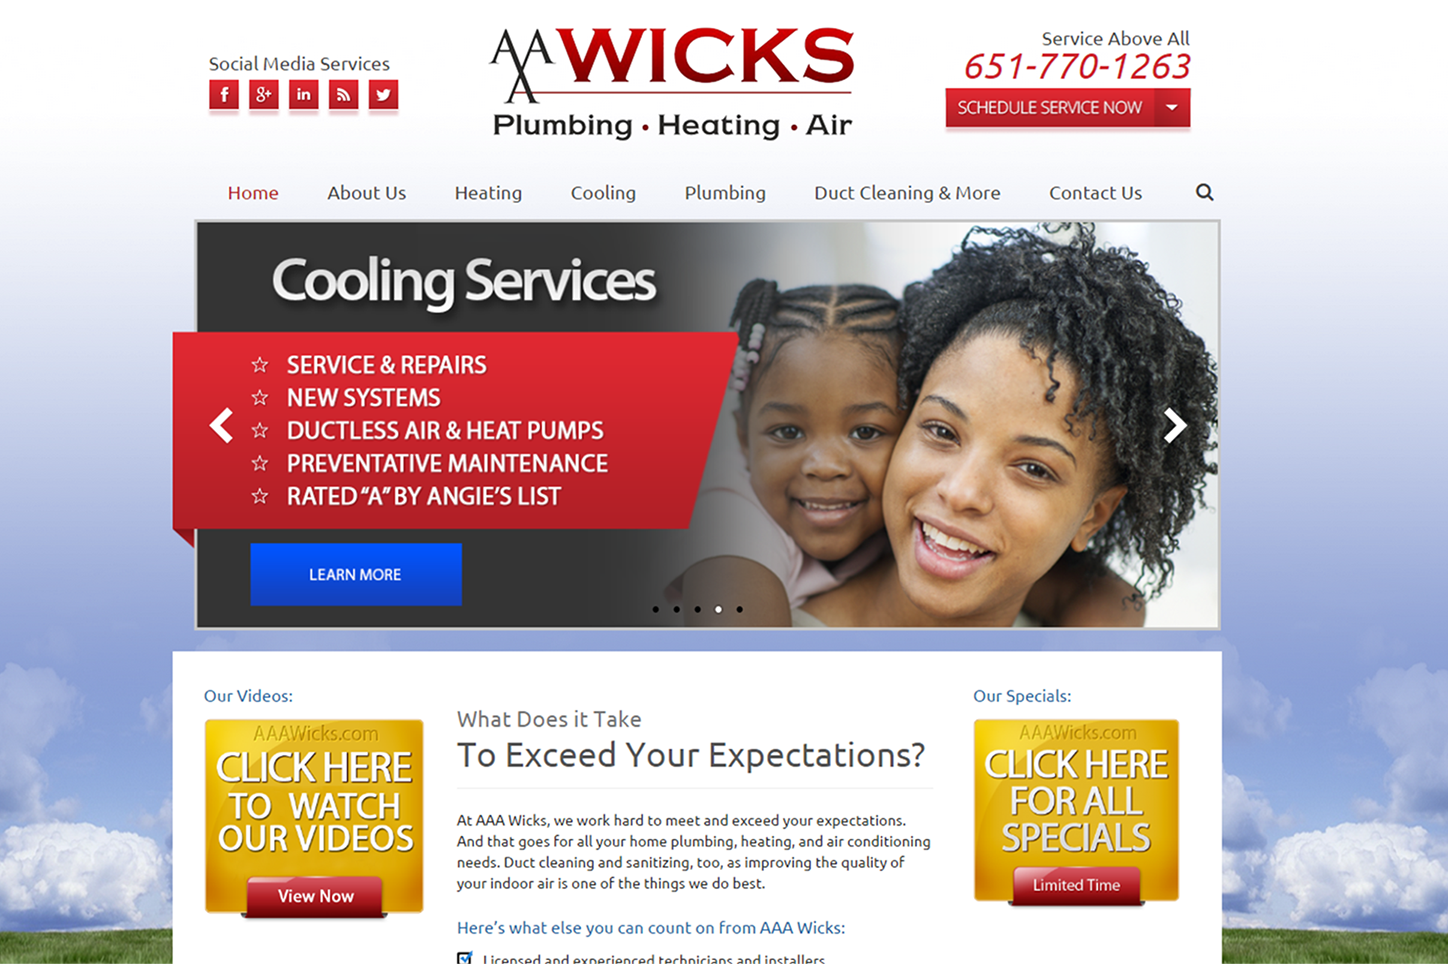 Social Media Services
AAA WICKS
Plumbing • Heating • Air
Service Above All
651-770-1263
SCHEDULE SERVICE NOW
Home
About Us
Heating
Cooling
Plumbing
Duct Cleaning & More
Contact Us
Cooling Services
SERVICE & REPAIRS
NEW SYSTEMS
DUCTLESS AIR & HEAT PUMPS
PREVENTATIVE MAINTENANCE
RATED “A” BY ANGIE’S LIST
LEARN MORE
Our Videos:
AAAWicks.com
CLICK HERE
TO WATCH
OUR VIDEOS
View Now
What Does it Take
To Exceed Your Expectations?
At AAA Wicks, we work hard to meet and exceed your expectations.
And that goes for all your home plumbing, heating, and air conditioning
needs. Duct cleaning and sanitizing, too, as improving the quality of
your indoor air is one of the things we do best.
Here’s what else you can count on from AAA Wicks:
Licensed and experienced technicians and installers
Our Specials:
AAAWicks.com
CLICK HERE
FOR ALL
SPECIALS
Limited Time